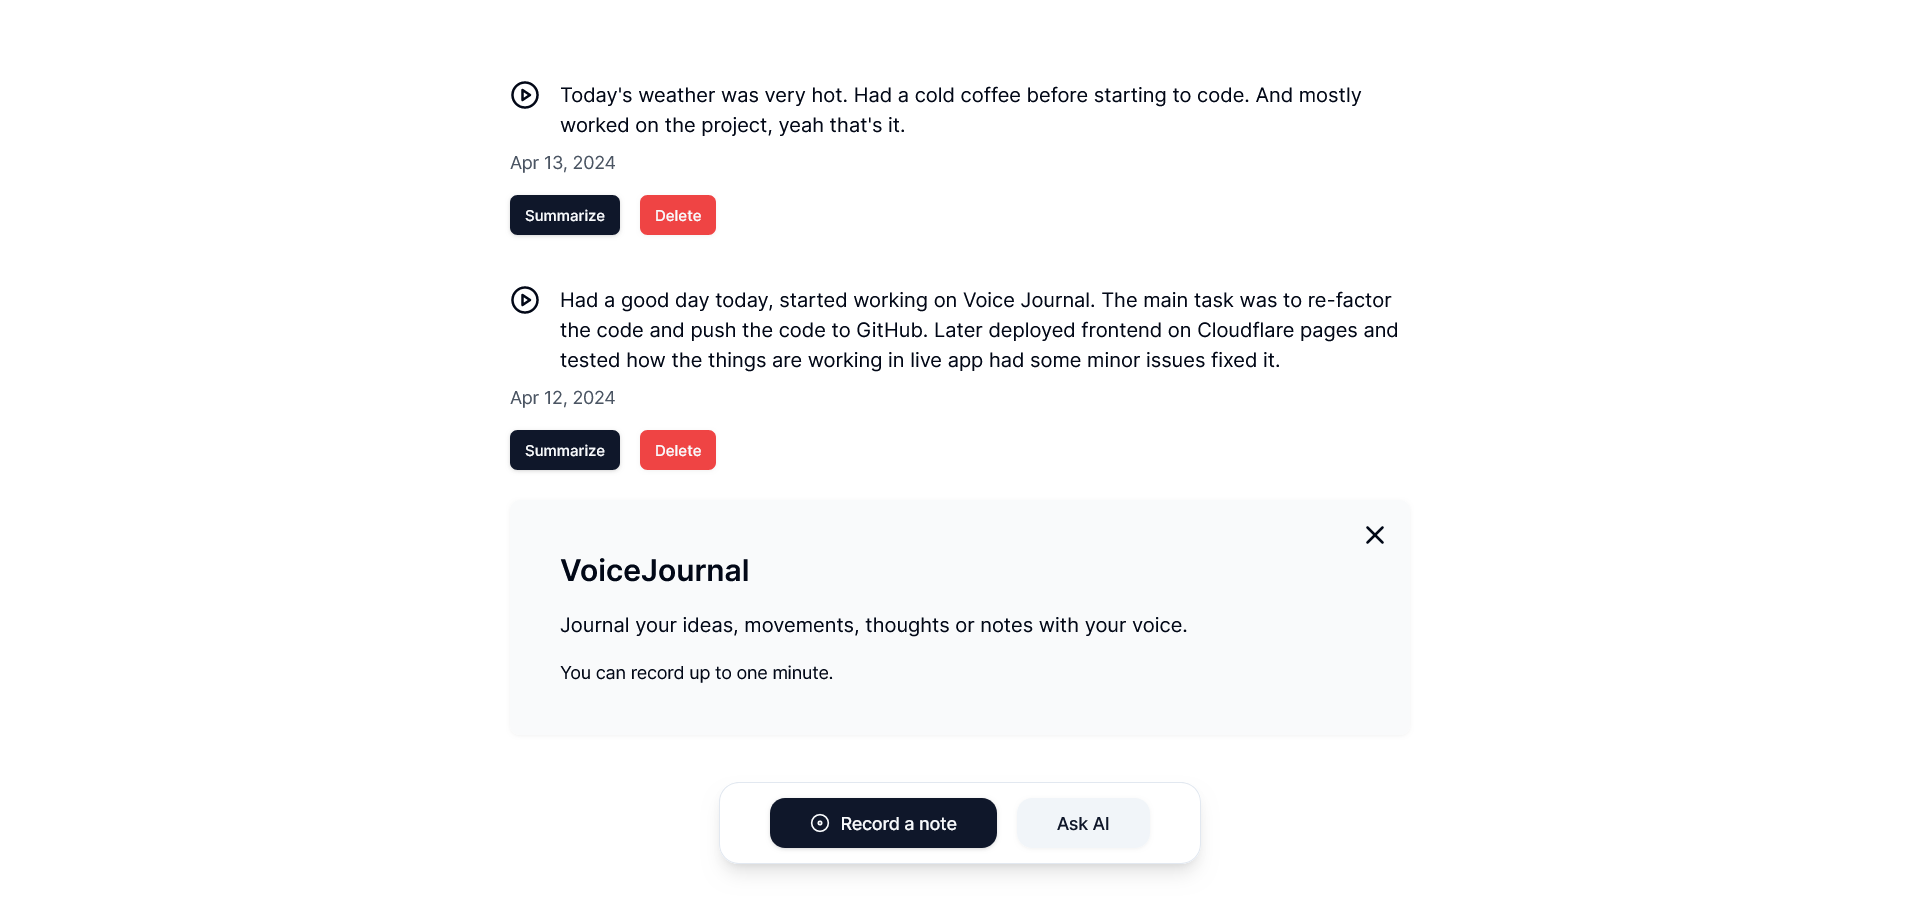 Today's weather was very hot. Had a cold coffee before starting to code. And mostly
worked on the project, yeah that's it.
Apr 13, 2024
Summarize Delete
Had a good day today, started working on Voice Journal. The main task was to re-factor
the code and push the code to GitHub. Later deployed frontend on Cloudflare pages and
tested how the things are working in live app had some minor issues fixed it.
Apr 12, 2024
Summarize Delete
VoiceJournal
Journal your ideas, movements, thoughts or notes with your voice.
You can record up to one minute.
Record a note Ask AI